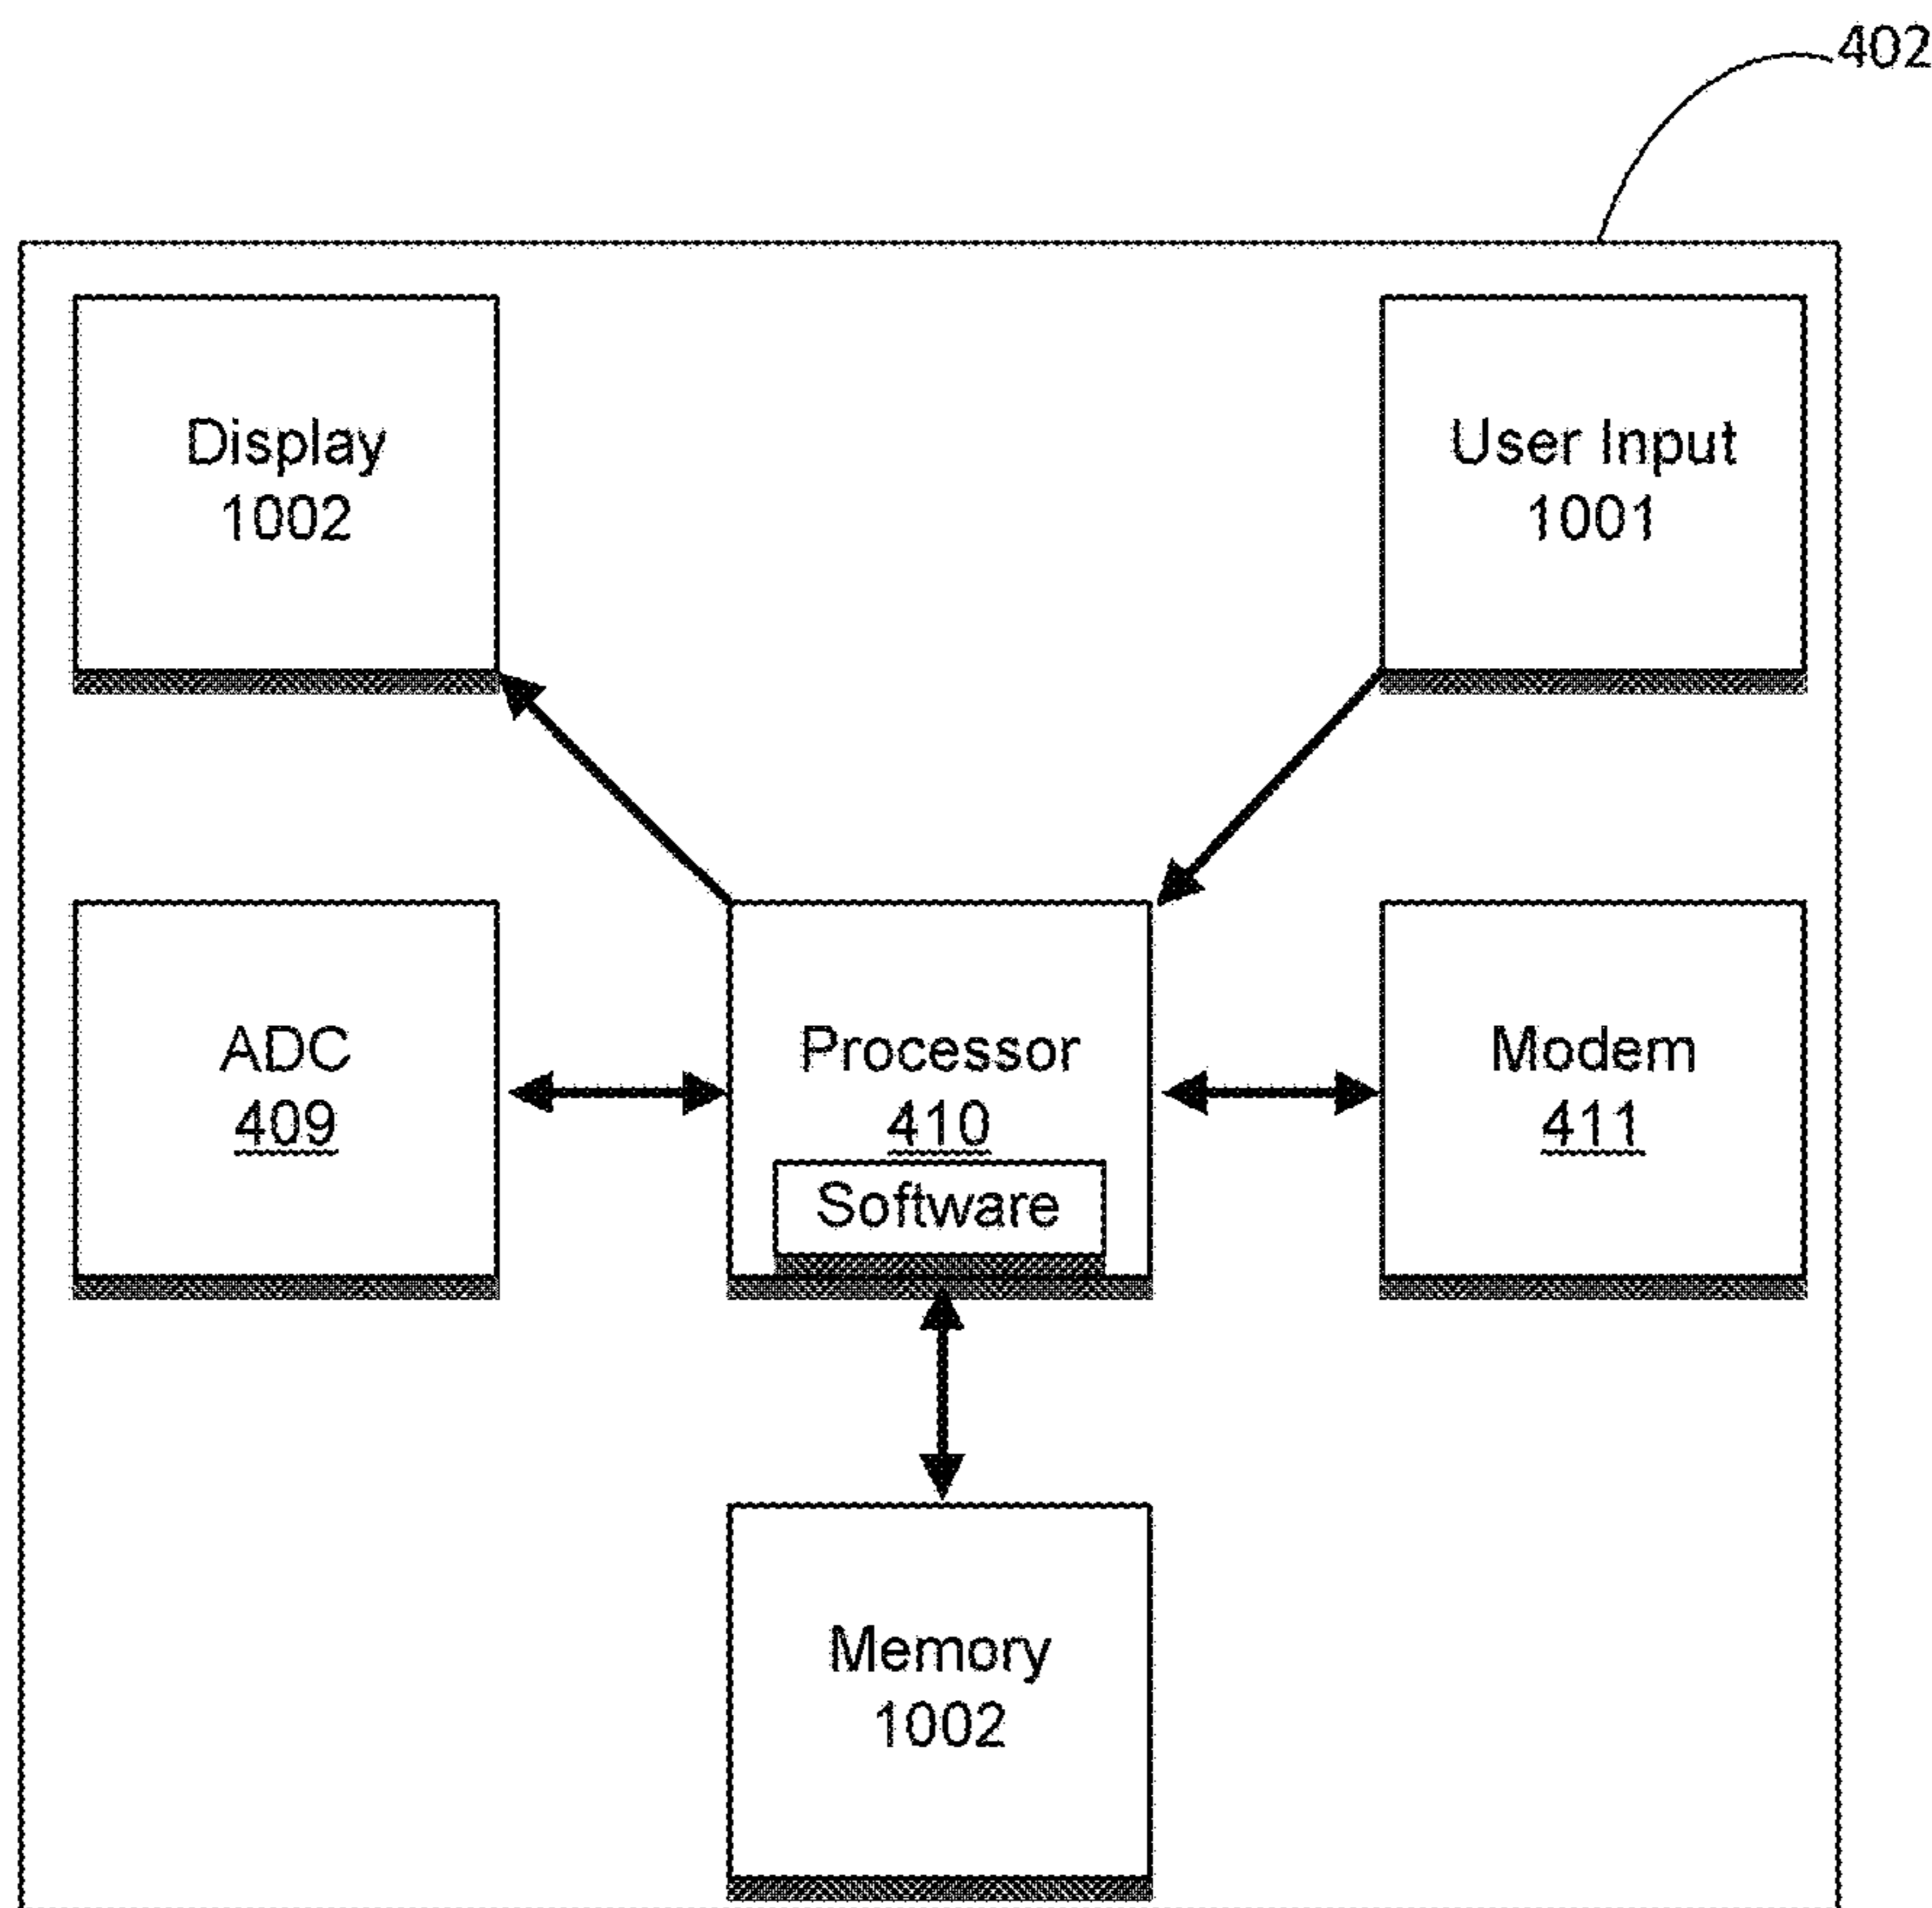 402
Display
1002
User Input
1001
ADC
409
Processor
410
Software
Modem
411
Memory
1002